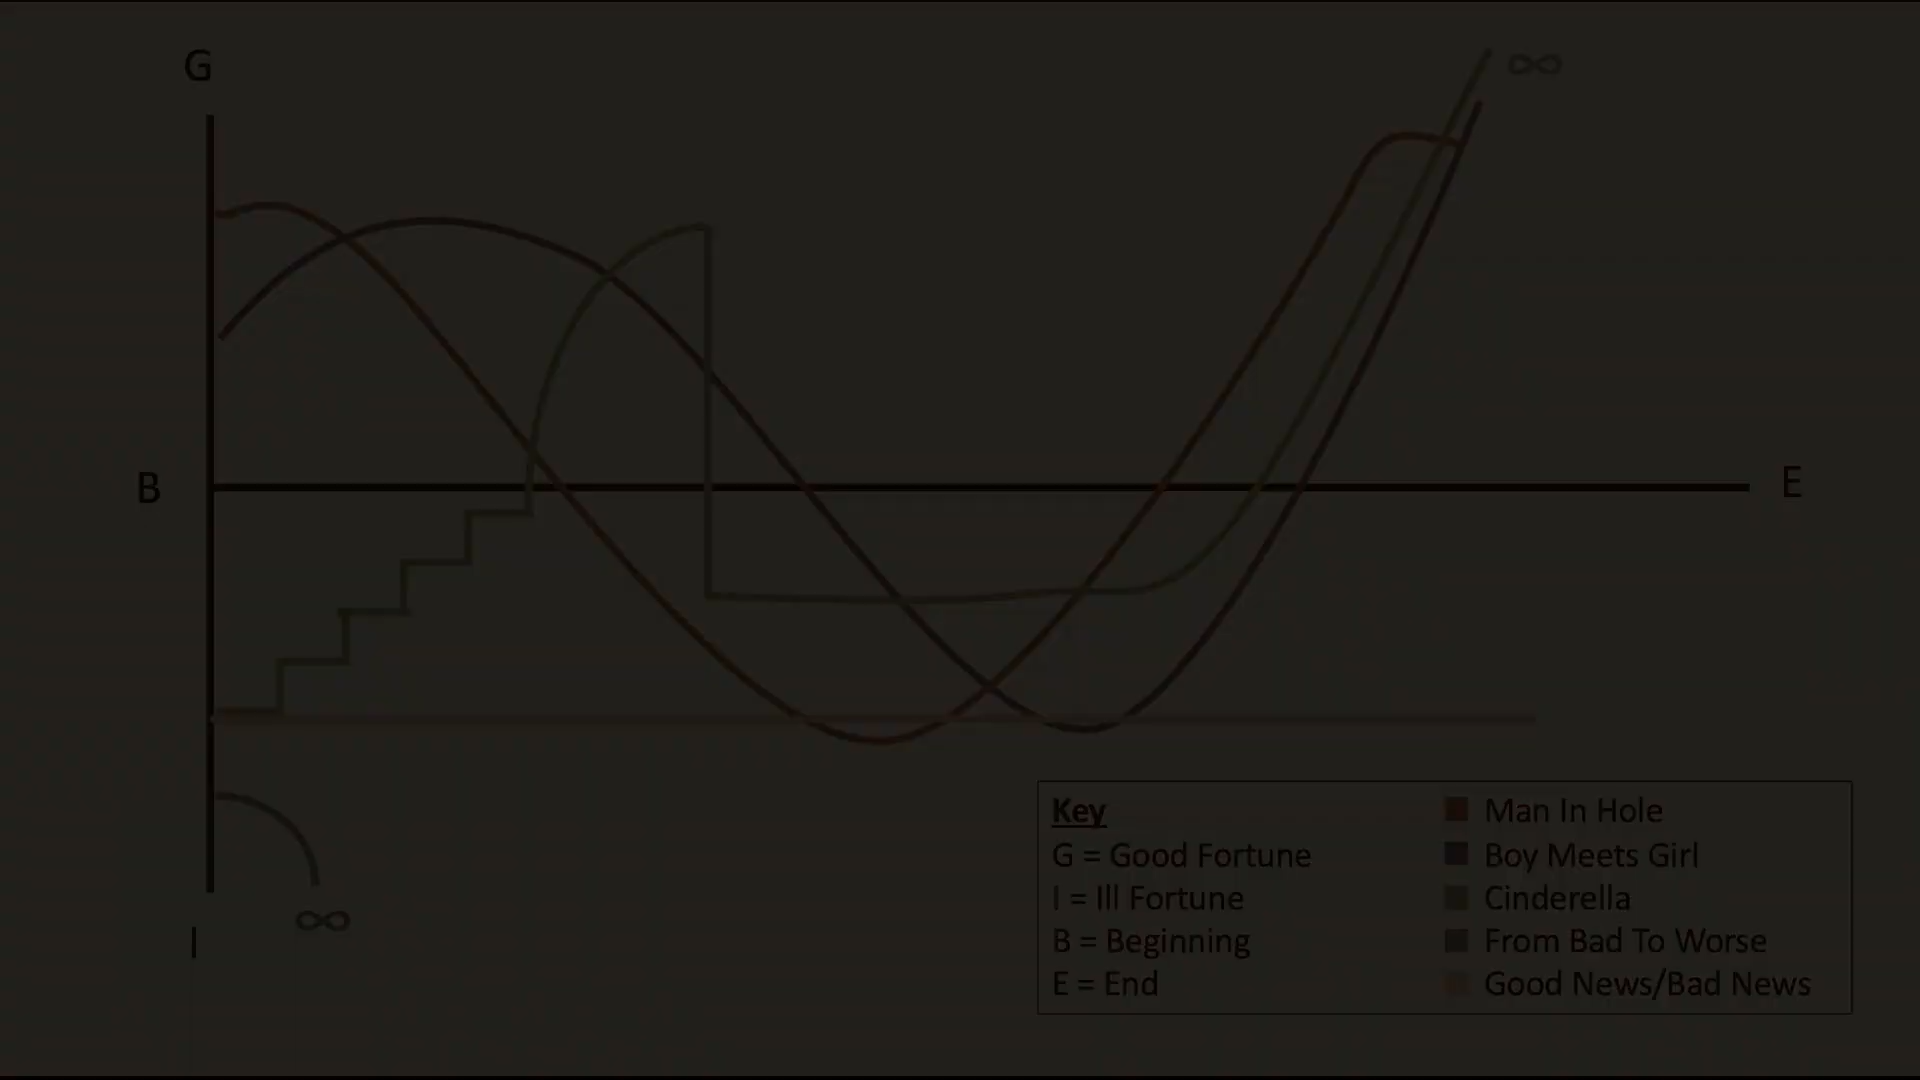 G
∞
B
E
∞
I
Key
G = Good Fortune
I = Ill Fortune
B = Beginning
E = End
Man In Hole
Boy Meets Girl
Cinderella
From Bad To Worse
Good News/Bad News